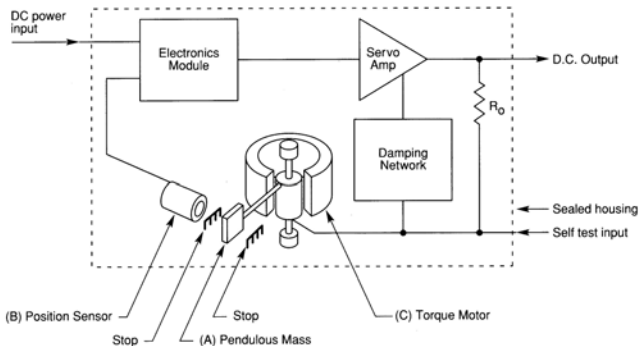 DC power
input
Electronics
Module
Servo
Amp
D.C. Output
Ro
Damping
Network
Sealed housing
Self test input
(B) Position Sensor
Stop
(A) Pendulous Mass
Stop
(C) Torque Motor